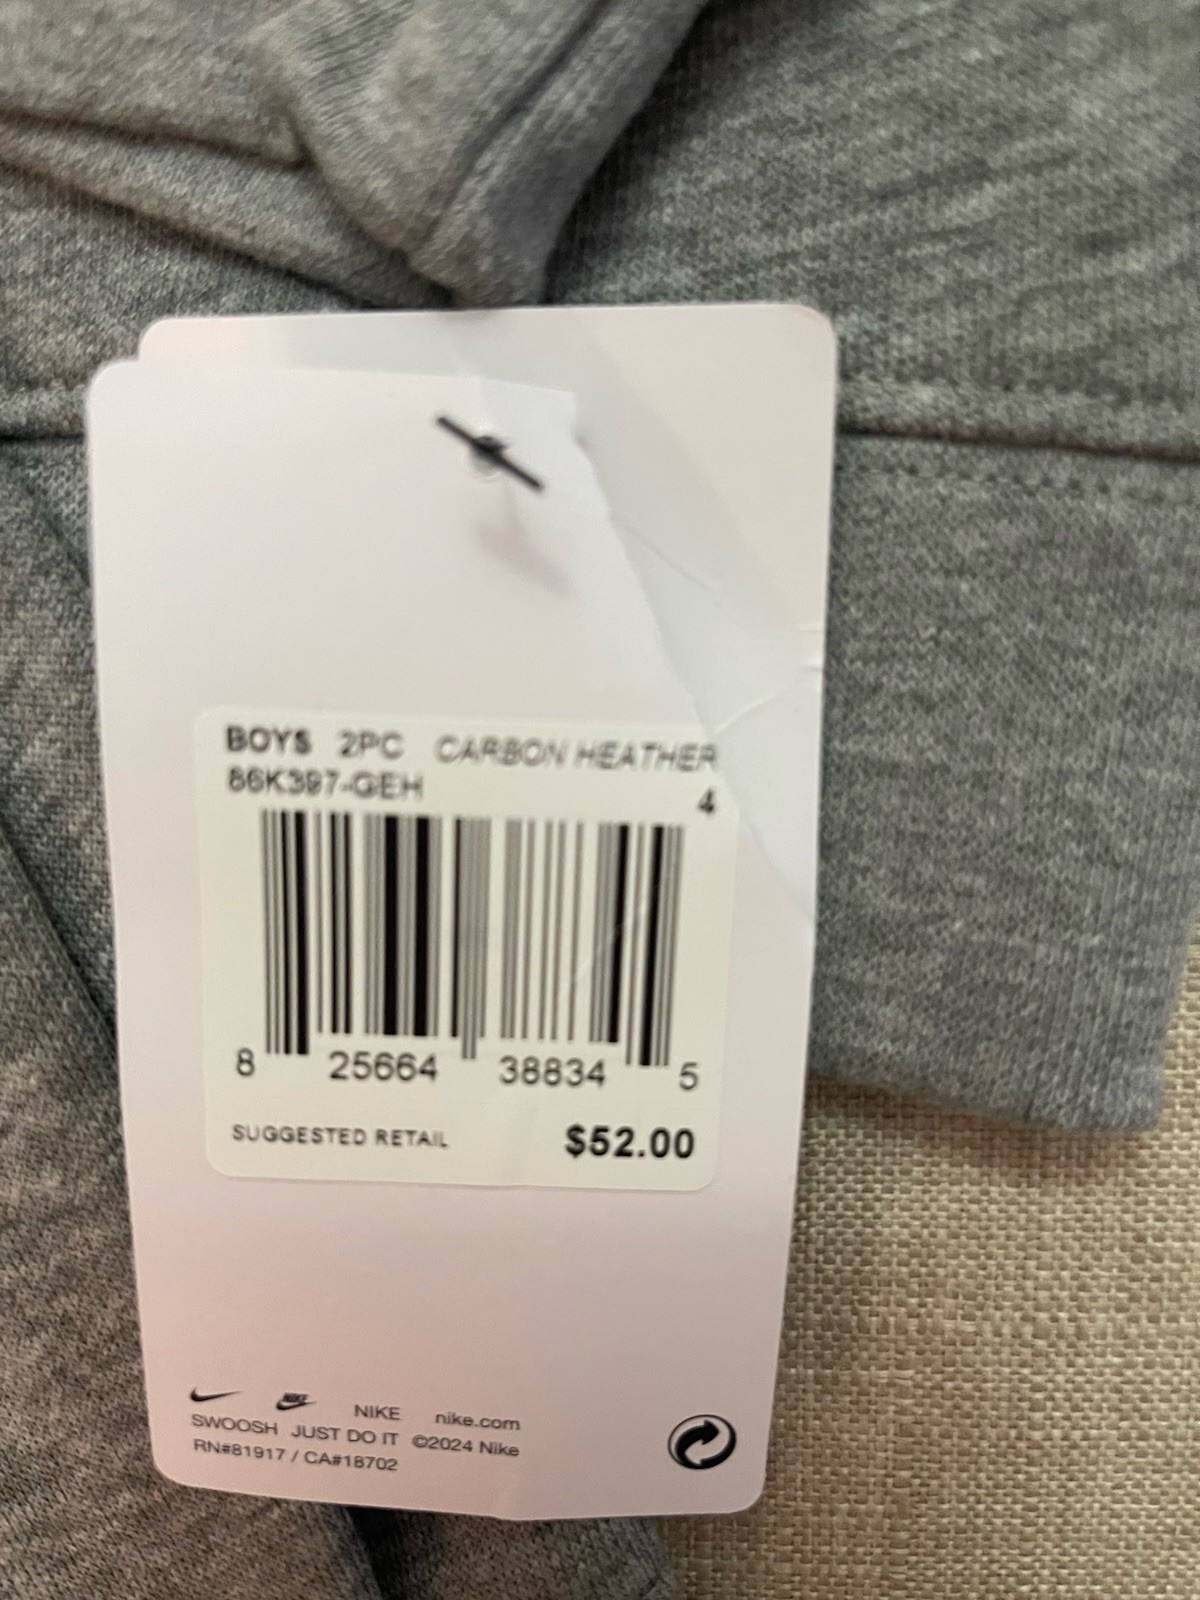 BOYS 2PC CARBON HEATHER
86K397-GEH 4
8 25664 38834 5
SUGGESTED RETAIL $52.00
NIKE NIKE nike.com
SWOOSH JUST DO IT ©2024 Nike
RN#81917 / CA#18702